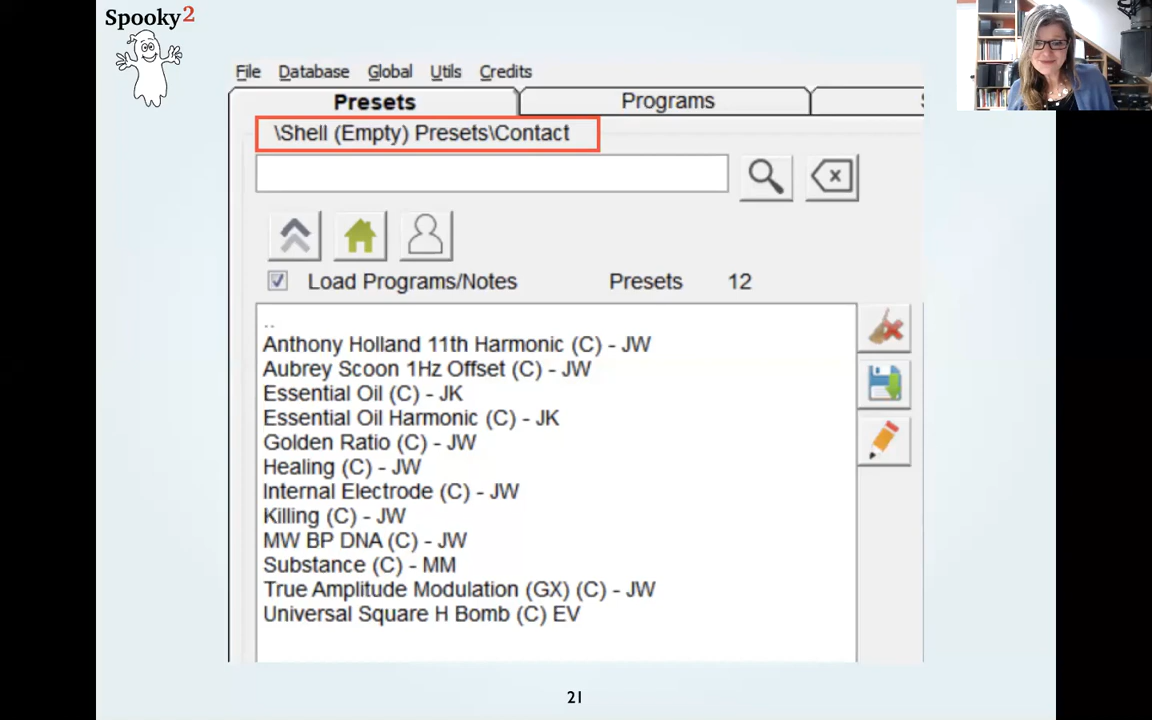 Spooky2
File Database Global Utils Credits
Presets Programs
\Shell (Empty) Presets\Contact
Load Programs/Notes Presets 12
..
Anthony Holland 11th Harmonic (C) - JW
Aubrey Scoon 1Hz Offset (C) - JW
Essential Oil (C) - JK
Essential Oil Harmonic (C) - JK
Golden Ratio (C) - JW
Healing (C) - JW
Internal Electrode (C) - JW
Killing (C) - JW
MW BP DNA (C) - JW
Substance (C) - MM
True Amplitude Modulation (GX) (C) - JW
Universal Square H Bomb (C) EV
21